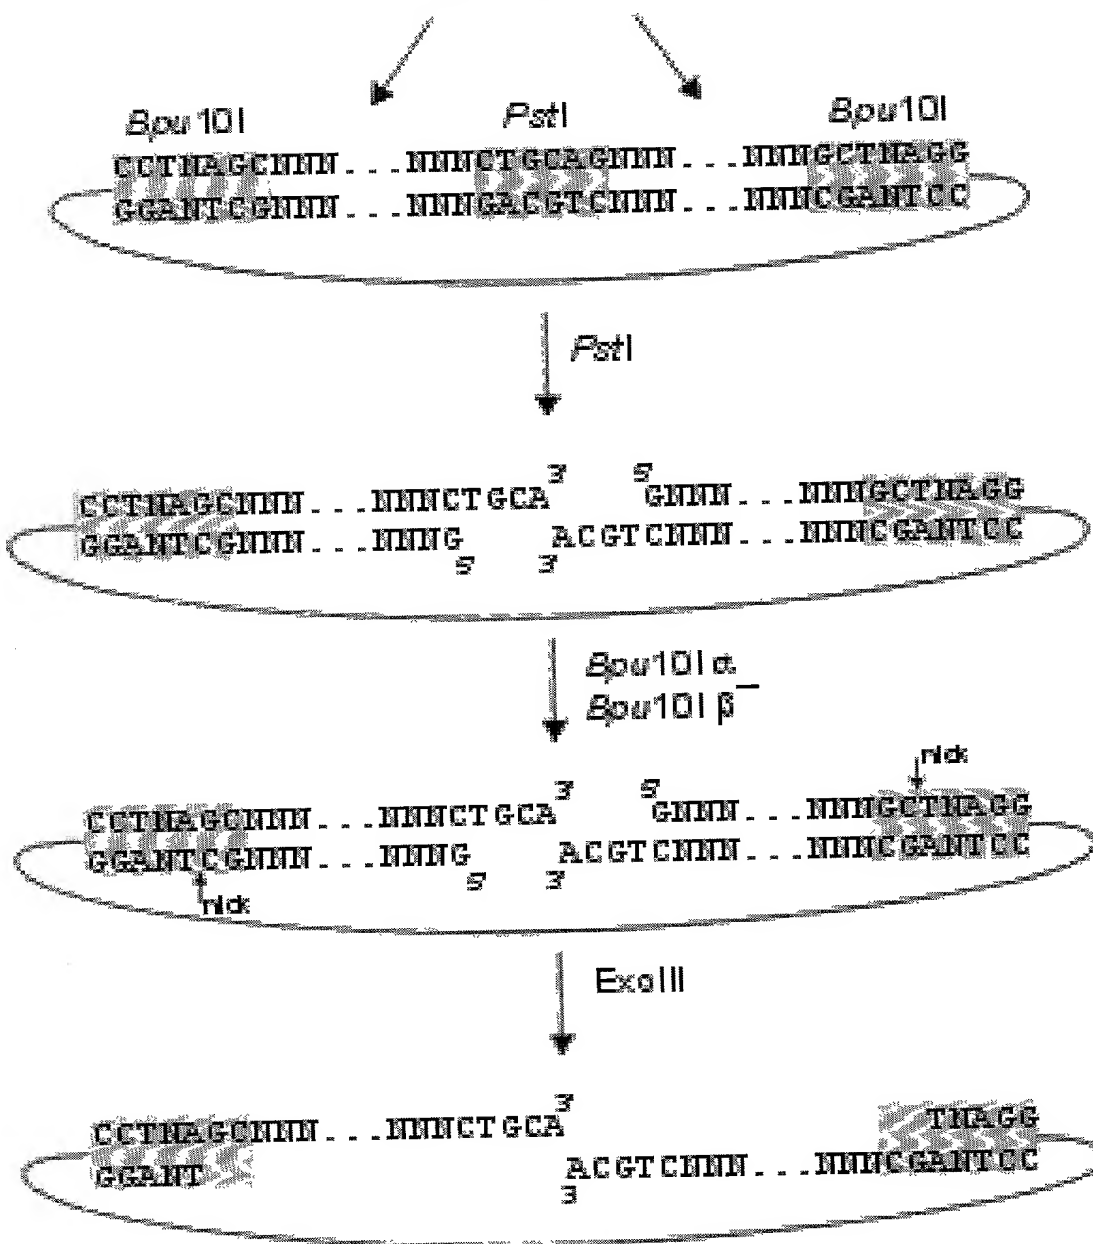 Bpu10I PstI Bpu10I
CCTNAGCNNN...NNNCTGCAGNNN...NNNGCTNAGG
GGANTCGNNN...NNNGACGTCNNN...NNNCGANTCC
PstI
3' 5'
CCTNAGCNNN...NNNCTGCA GNNN...NNNGCTNAGG
GGANTCGNNN...NNNG ACGTCNNN...NNNCGANTCC
5' 3'
Bpu10I α
Bpu10I β⁻
nick
3' 5'
CCTNAGCNNN...NNNCTGCA GNNN...NNNGCTNAGG
GGANTCGNNN...NNNG ACGTCNNN...NNNCGANTCC
5' 3'
nick
ExoIII
3'
CCTNAGCNNN...NNNCTGCA TNAGG
GGANT ACGTCNNN...NNNCGANTCC
3